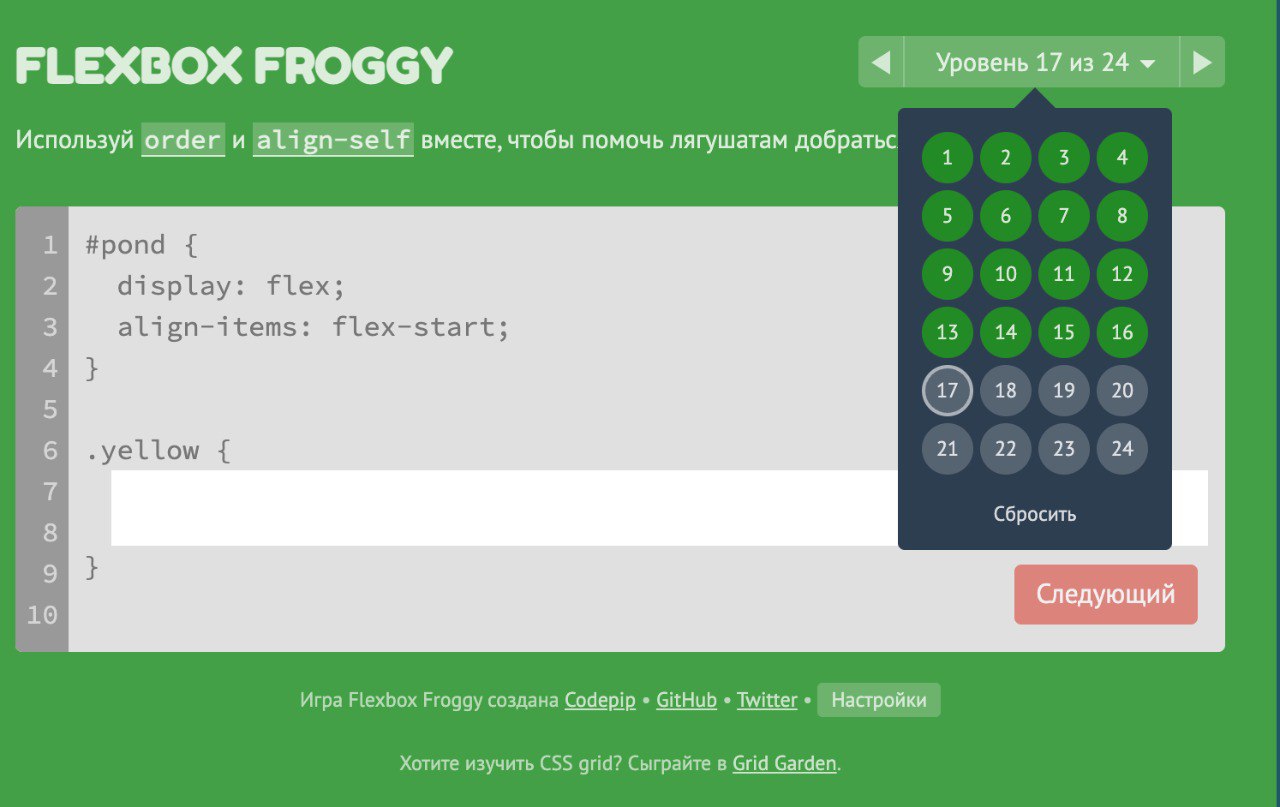 FLEXBOX FROGGY
Уровень 17 из 24
Используй order и align-self вместе, чтобы помочь лягушатам
1 2 3 4
5 6 7 8
9 10 11 12
13 14 15 16
17 18 19 20
21 22 23 24
Сбросить
1 #pond {
2 display: flex;
3 align-items: flex-start;
4 }
5
6 .yellow {
7
8
9 }
10
Следующий
Игра Flexbox Froggy создана Codepip • GitHub • Twitter • Настройки
Хотите изучить CSS grid? Сыграйте в Grid Garden.